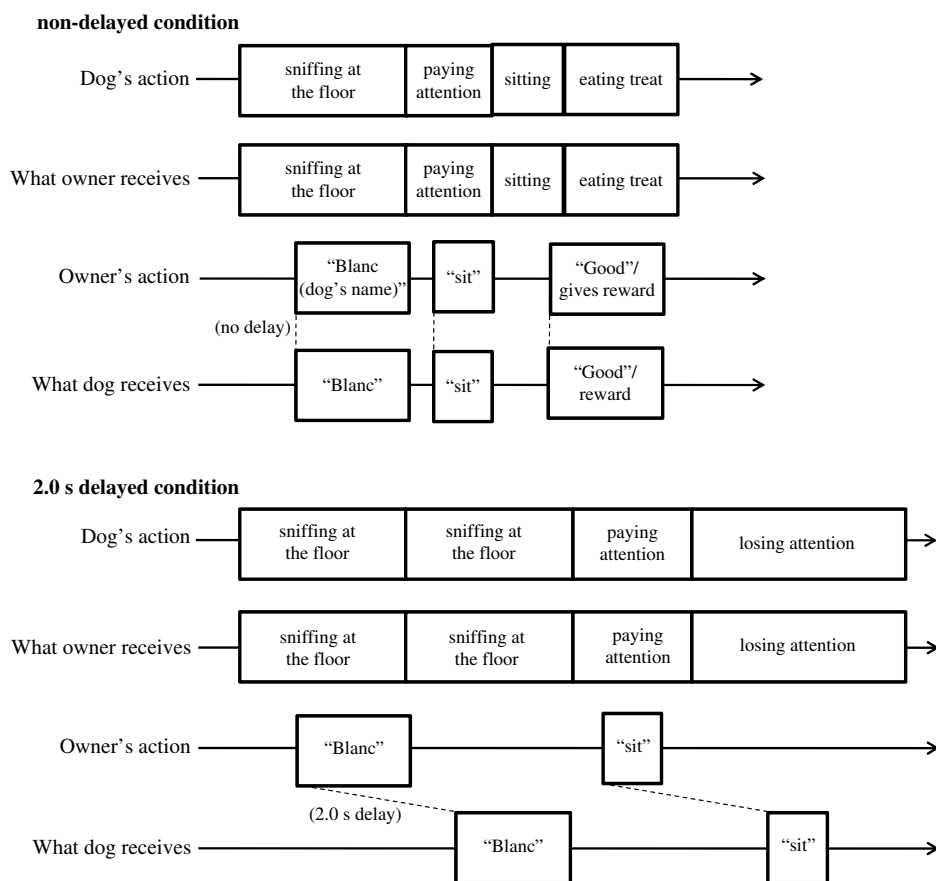 non-delayed condition
Dog’s action
sniffing at
the floor
paying
attention
sitting
eating treat
What owner receives
sniffing at
the floor
paying
attention
sitting
eating treat
Owner’s action
“Blanc
(dog’s name)”
“sit”
“Good”/
gives reward
(no delay)
What dog receives
“Blanc”
“sit”
“Good”/
reward
2.0 s delayed condition
Dog’s action
sniffing at
the floor
sniffing at
the floor
paying
attention
losing attention
What owner receives
sniffing at
the floor
sniffing at
the floor
paying
attention
losing attention
Owner’s action
“Blanc”
“sit”
(2.0 s delay)
What dog receives
“Blanc”
“sit”